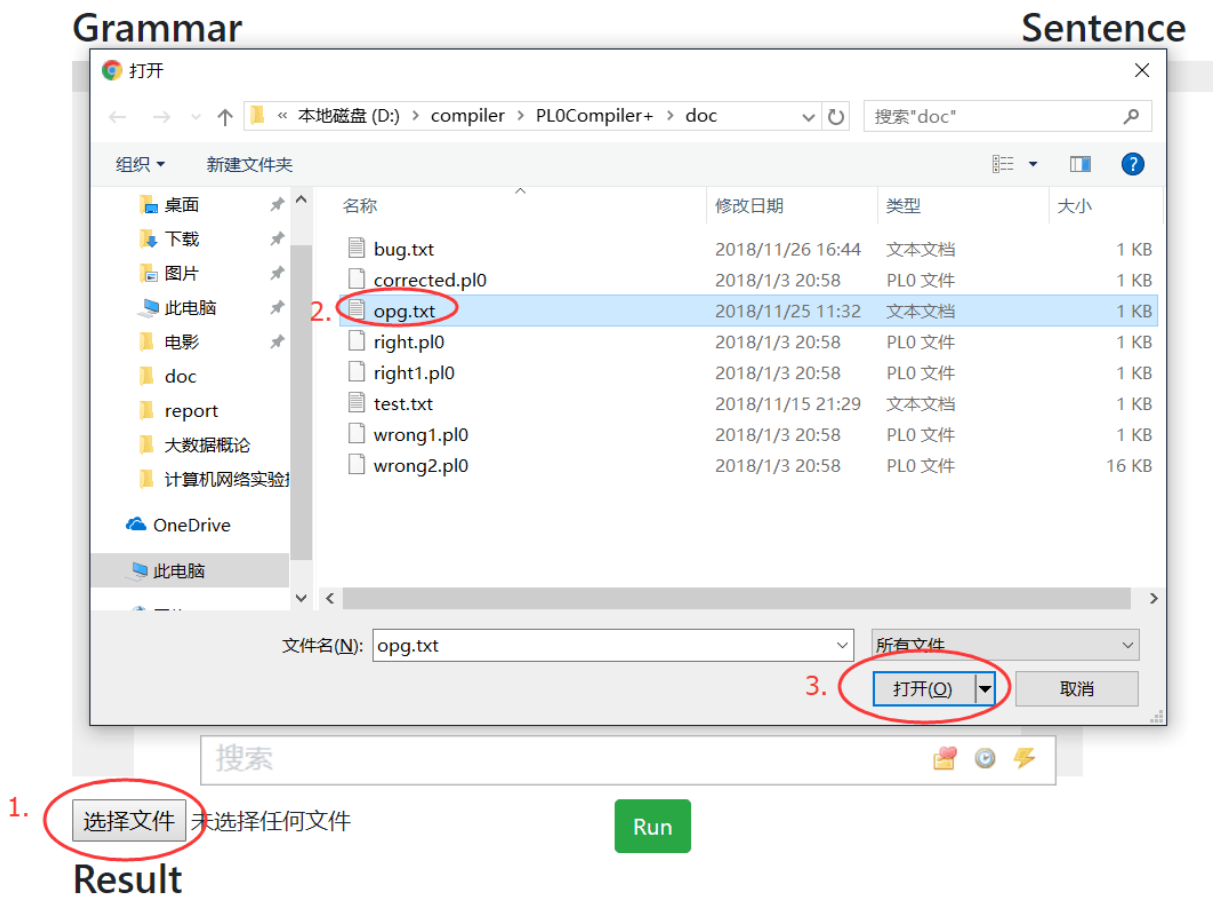 Grammar Sentence
打开
« 本地磁盘 (D:) > compiler > PL0Compiler+ > doc 搜索"doc"
组织 新建文件夹
名称 修改日期 类型 大小
桌面
下载
图片
此电脑
电影
doc
report
大数据概论
计算机网络实验
OneDrive
此电脑
bug.txt 2018/11/26 16:44 文本文档 1 KB
corrected.pl0 2018/1/3 20:58 PL0 文件 1 KB
2. opg.txt 2018/11/25 11:32 文本文档 1 KB
right.pl0 2018/1/3 20:58 PL0 文件 1 KB
right1.pl0 2018/1/3 20:58 PL0 文件 1 KB
test.txt 2018/11/15 21:29 文本文档 1 KB
wrong1.pl0 2018/1/3 20:58 PL0 文件 1 KB
wrong2.pl0 2018/1/3 20:58 PL0 文件 16 KB
文件名(N): opg.txt 所有文件
3. 打开(O) 取消
搜索
1. 选择文件 未选择任何文件 Run
Result